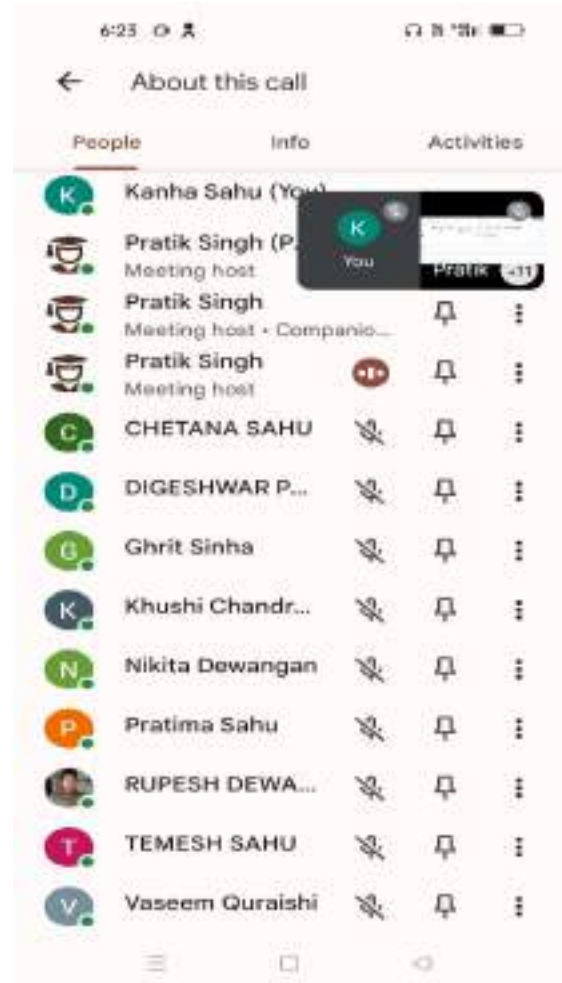 6:23
About this call
People Info Activities
K Kanha Sahu (You)
Pratik Singh (P..
Meeting host
K
You
Pratik +11
Pratik Singh
Meeting host • Companio...
Pratik Singh
Meeting host
C CHETANA SAHU
D DIGESHWAR P...
G Ghrit Sinha
K Khushi Chandr...
N Nikita Dewangan
P Pratima Sahu
RUPESH DEWA...
T TEMESH SAHU
V Vaseem Quraishi